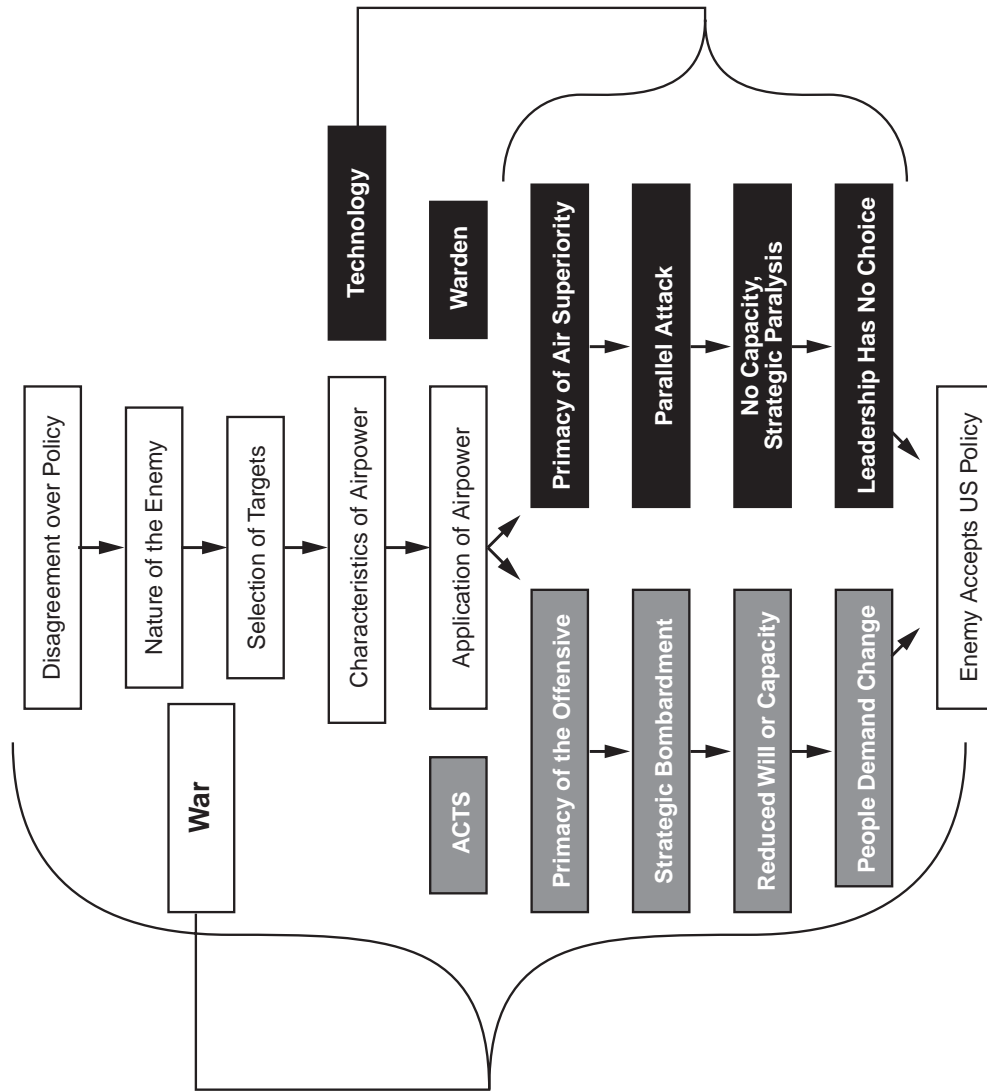 Disagreement over Policy
Nature of the Enemy
War
Selection of Targets
Characteristics of Airpower
Technology
ACTS
Application of Airpower
Warden
Primacy of the Offensive
Strategic Bombardment
Reduced Will or Capacity
People Demand Change
Primacy of Air Superiority
Parallel Attack
No Capacity,
Strategic Paralysis
Leadership Has No Choice
Enemy Accepts US Policy